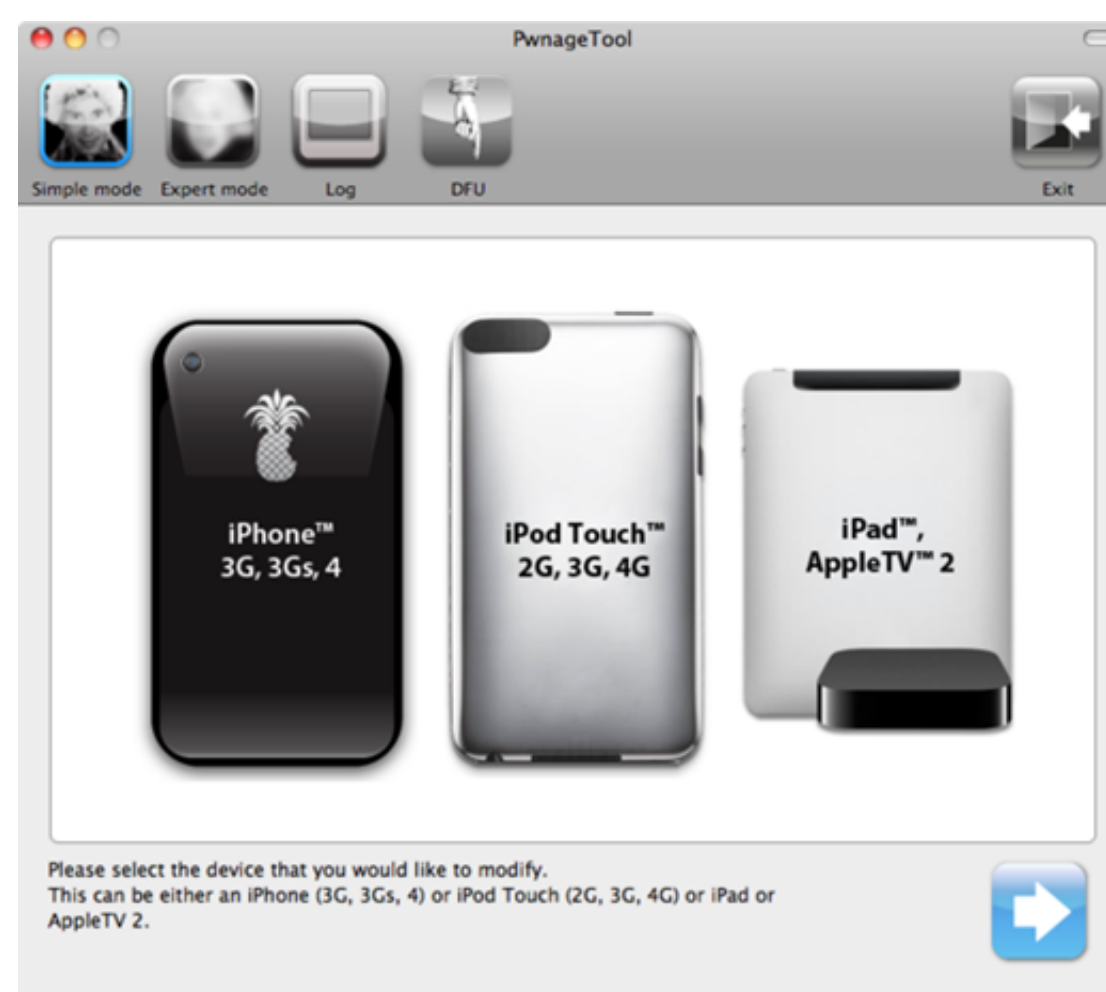 PwnageTool
Simple mode
Expert mode
Log
DFU
Exit
iPhone™
3G, 3Gs, 4
iPod Touch™
2G, 3G, 4G
iPad™,
AppleTV™ 2
Please select the device that you would like to modify.
This can be either an iPhone (3G, 3Gs, 4) or iPod Touch (2G, 3G, 4G) or iPad or
AppleTV 2.